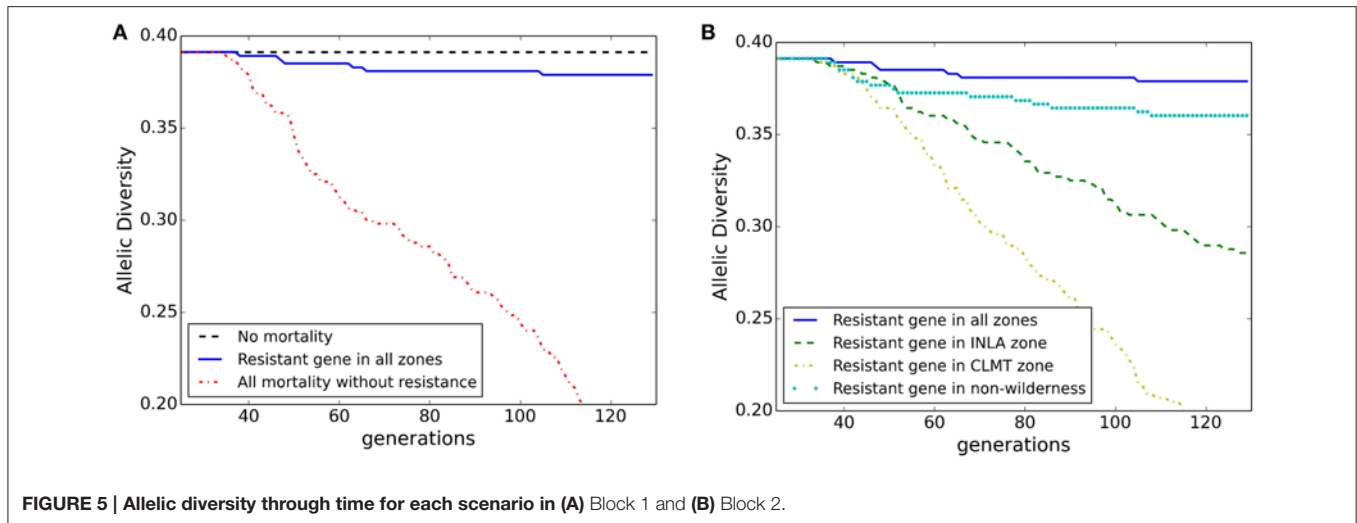 A
0.40
0.35
0.30
0.25
0.20
Allelic Diversity
No mortality
Resistant gene in all zones
All mortality without resistance
40 60 80 100 120
generations
B
0.40
0.35
0.30
0.25
0.20
Allelic Diversity
Resistant gene in all zones
Resistant gene in INLA zone
Resistant gene in CLMT zone
Resistant gene in non-wilderness
40 60 80 100 120
generations
FIGURE 5 | Allelic diversity through time for each scenario in (A) Block 1 and (B) Block 2.